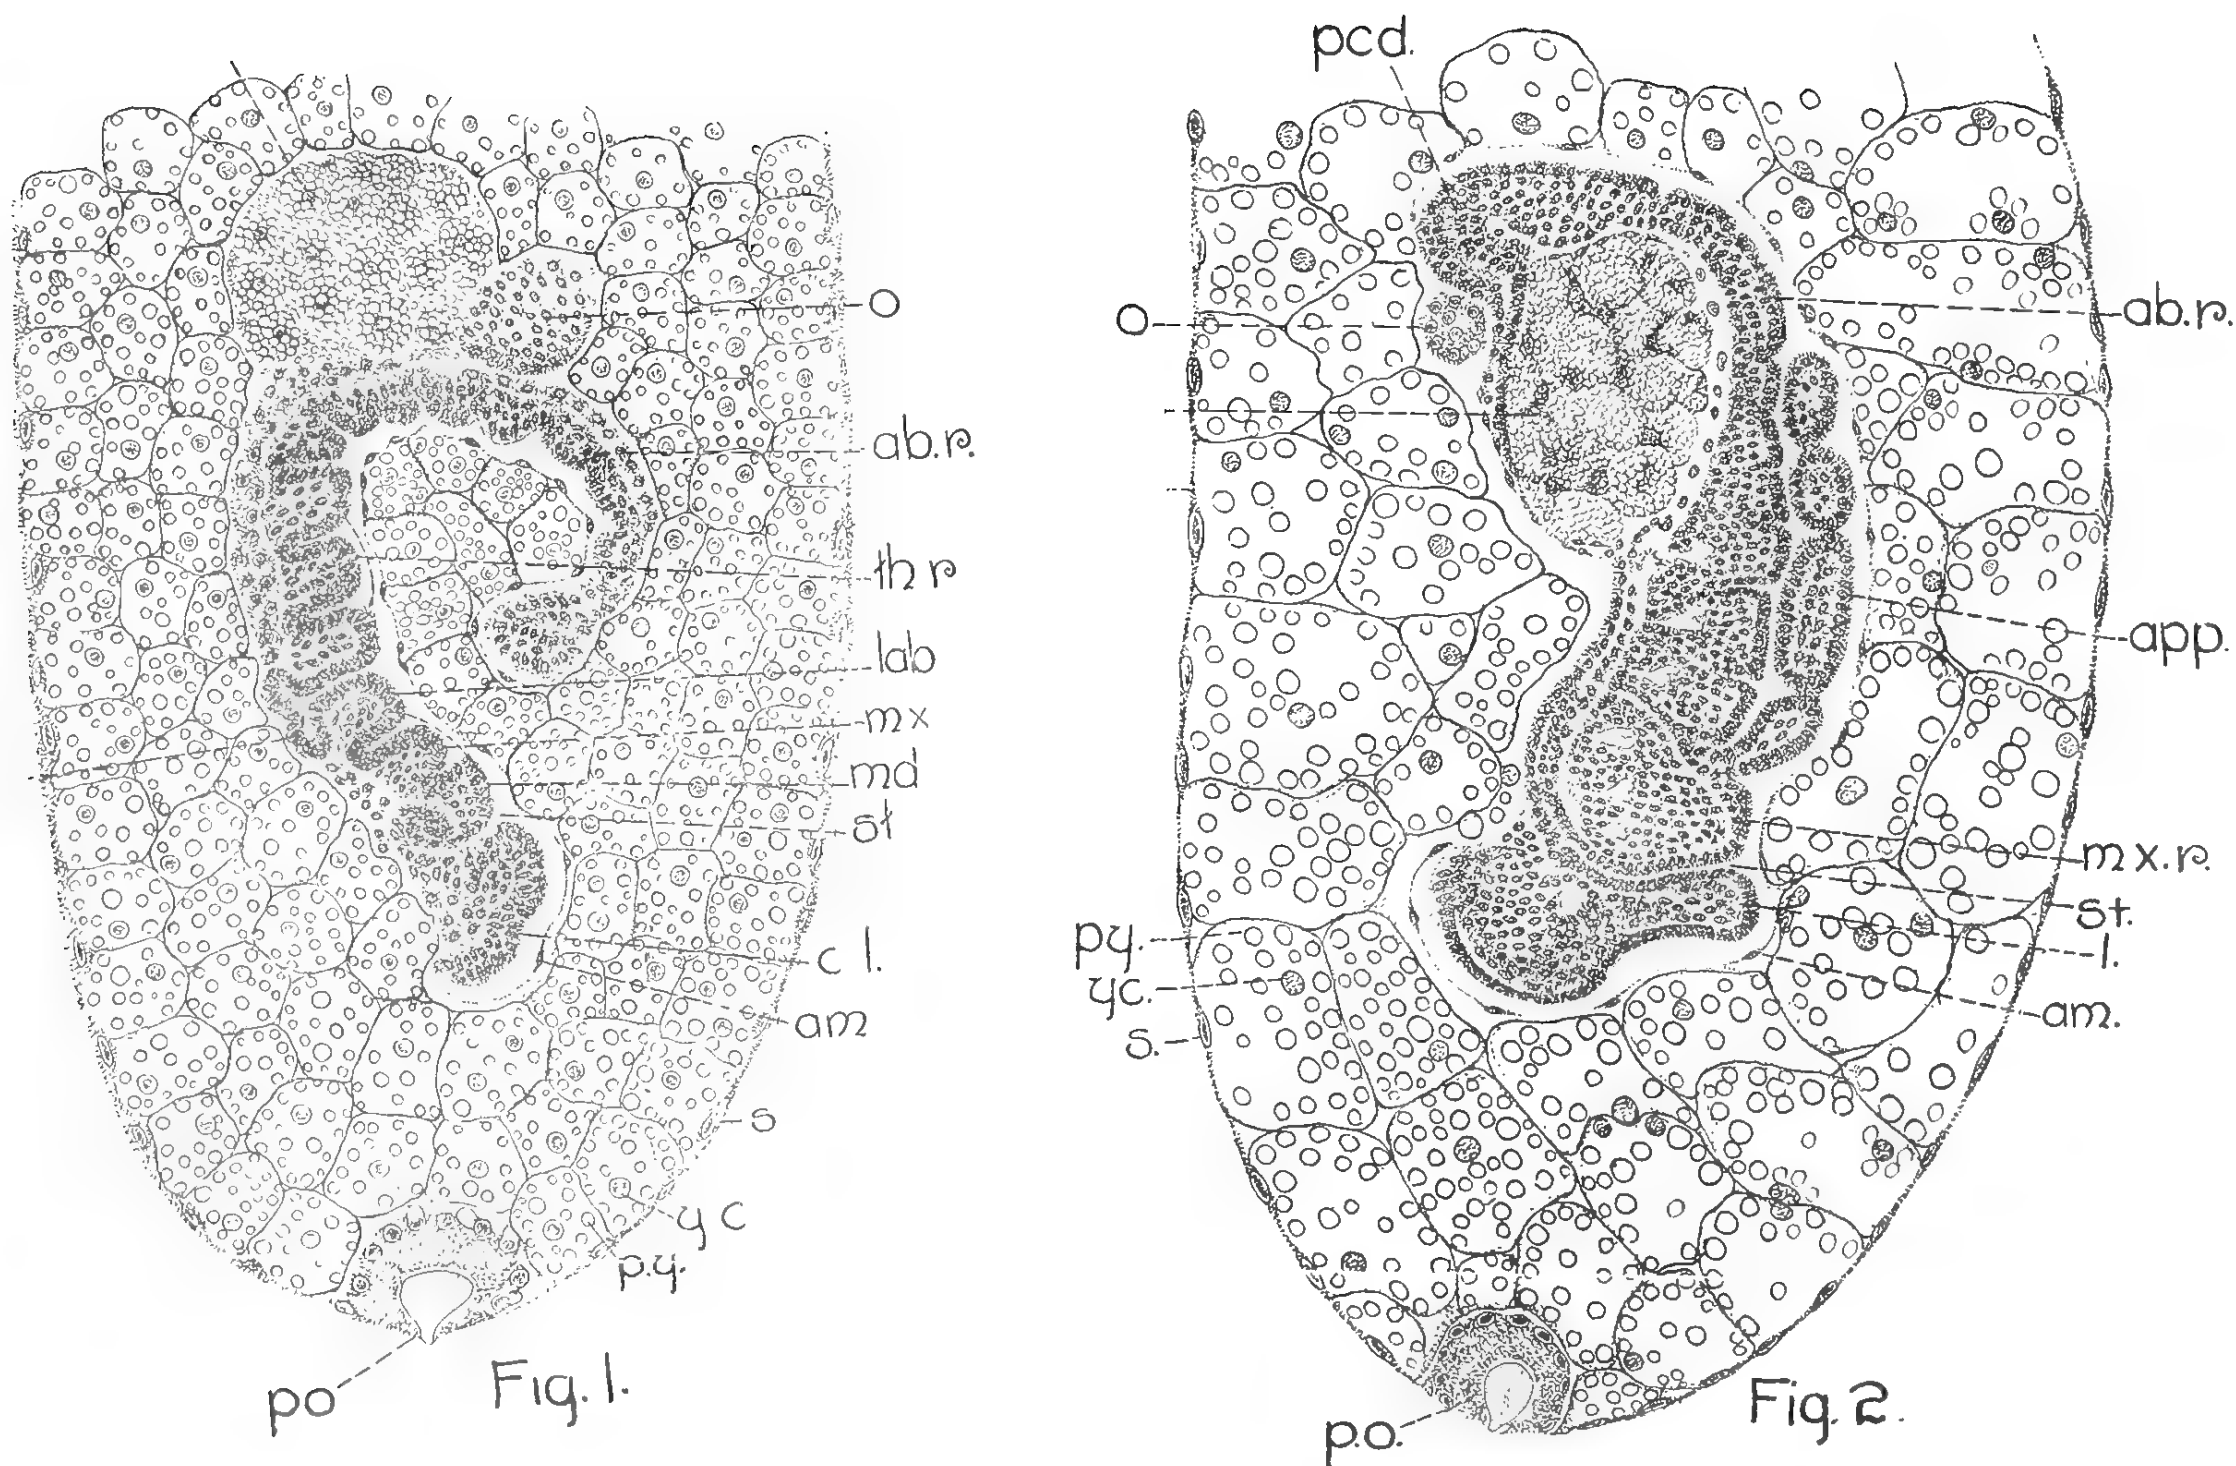 o
ab.r.
th r
lab
mx
md
st
c l.
am
s
y c
p.y.
po
Fig. 1.
pcd.
o
ab.r.
app.
mx.r.
st.
l.
am.
py.
yc.
s.
p.o.
Fig. 2.